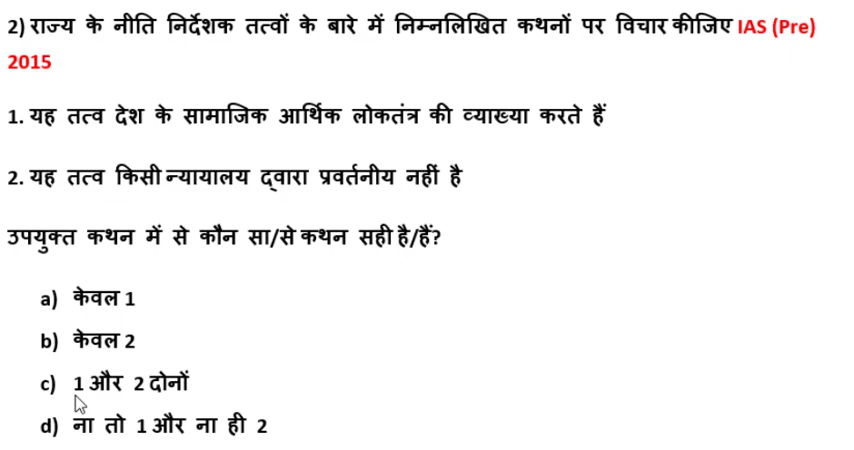 2) राज्य के नीति निर्देशक तत्वों के बारे में निम्नलिखित कथनों पर विचार कीजिए IAS (Pre)
2015
1. यह तत्व देश के सामाजिक आर्थिक लोकतंत्र की व्याख्या करते हैं
2. यह तत्व किसी न्यायालय द्वारा प्रवर्तनीय नहीं है
उपयुक्त कथन में से कौन सा/से कथन सही है/हैं?
a) केवल 1
b) केवल 2
c) 1 और 2 दोनों
d) ना तो 1 और ना ही 2